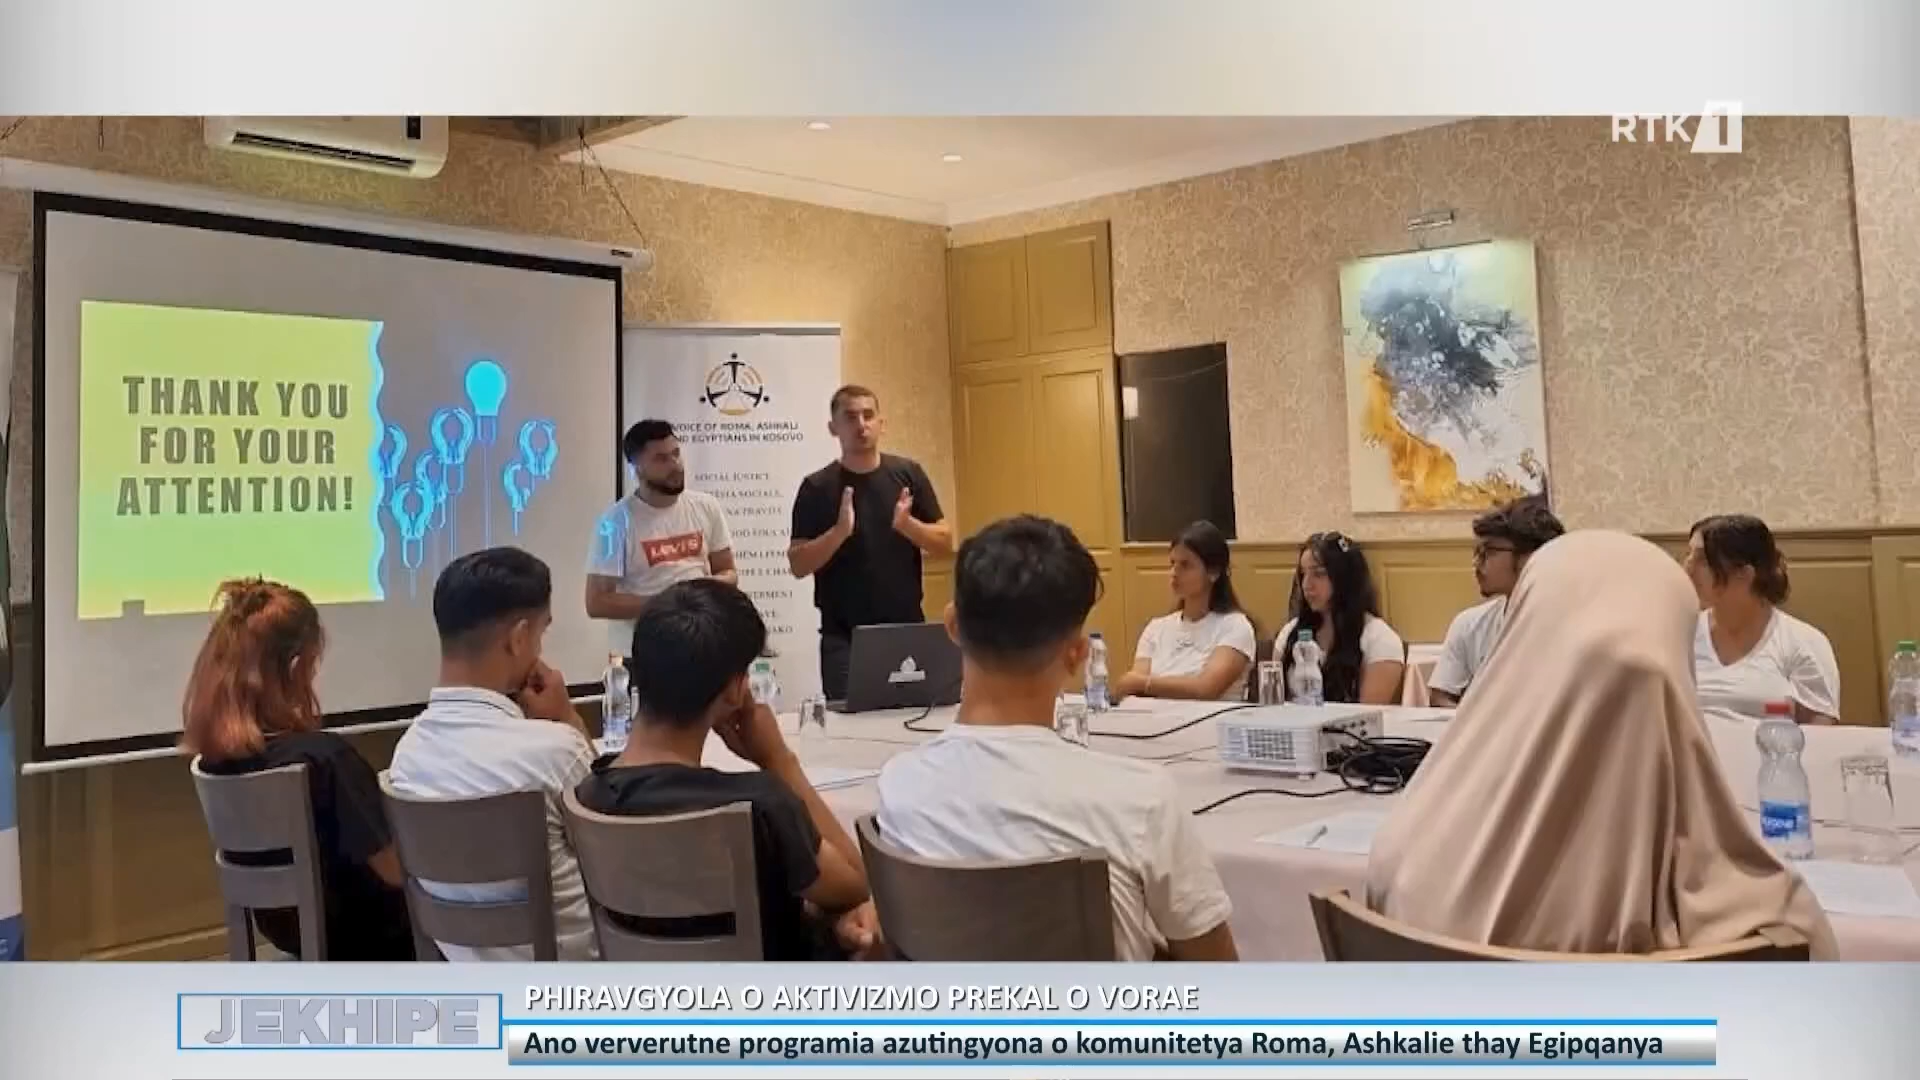 RTK 1
THANK YOU
FOR YOUR
ATTENTION!
VOICE OF ROMA, ASHKALI
AND EGYPTIANS IN KOSOVO
SOCIAL JUSTICE
SOCIALE,
LEVI'S
JEKHIPE
PHIRAVGYOLA O AKTIVIZMO PREKAL O VORAE
Ano ververutne programia azutingyona o komunitetya Roma, Ashkalie thay Egipqanya